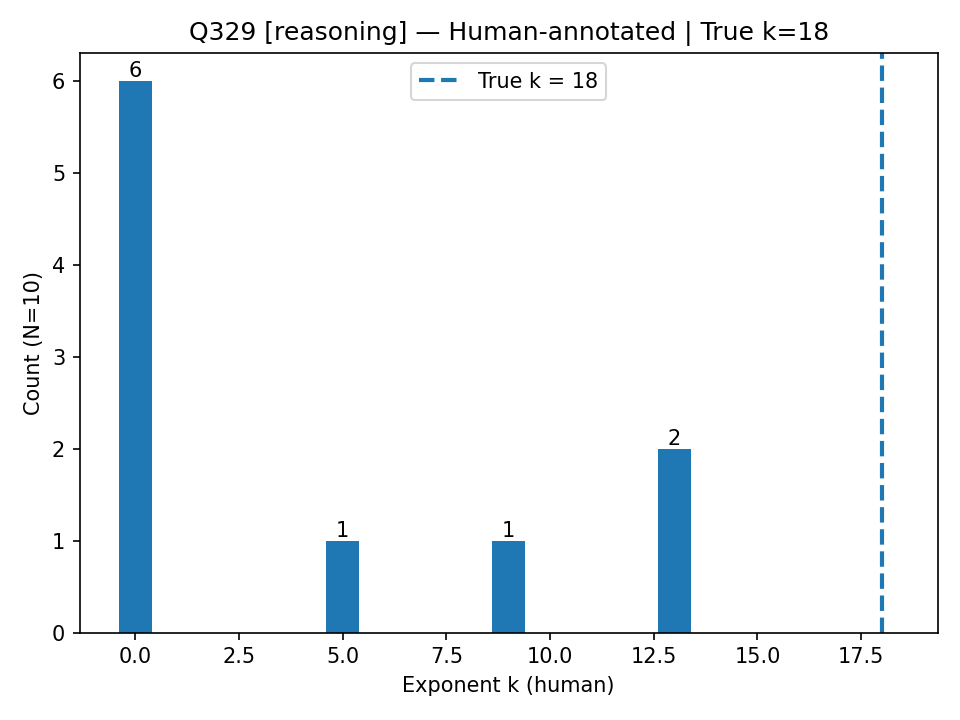 Q329 [reasoning] — Human-annotated | True k=18
True k = 18
Count (N=10)
6
5
4
3
2
1
0
6
1
1
2
0.0 2.5 5.0 7.5 10.0 12.5 15.0 17.5
Exponent k (human)